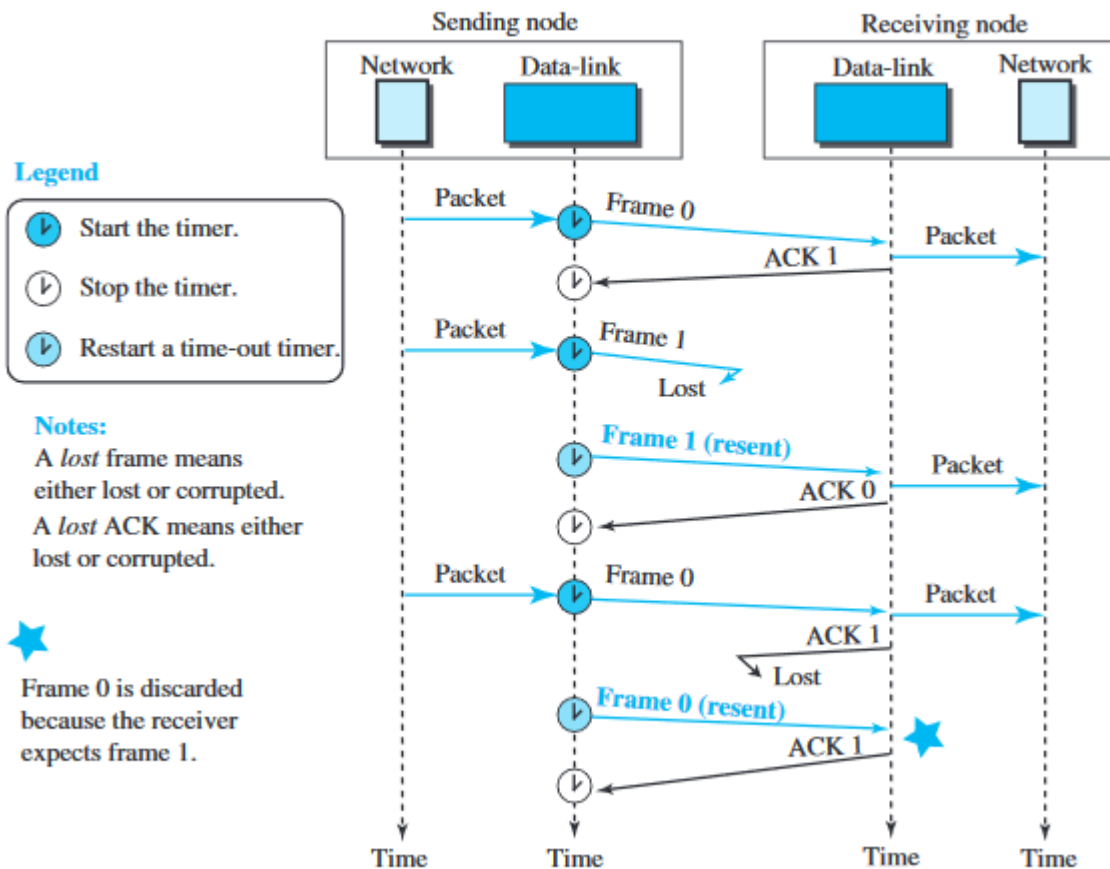 Sending node
Receiving node
Network
Data-link
Data-link
Network
Legend
Start the timer.
Stop the timer.
Restart a time-out timer.
Notes:
A lost frame means
either lost or corrupted.
A lost ACK means either
lost or corrupted.
Frame 0 is discarded
because the receiver
expects frame 1.
Packet
Frame 0
Packet
ACK 1
Packet
Frame 1
Lost
Frame 1 (resent)
Packet
ACK 0
Packet
Frame 0
Packet
ACK 1
Lost
Frame 0 (resent)
ACK 1
Time
Time
Time
Time